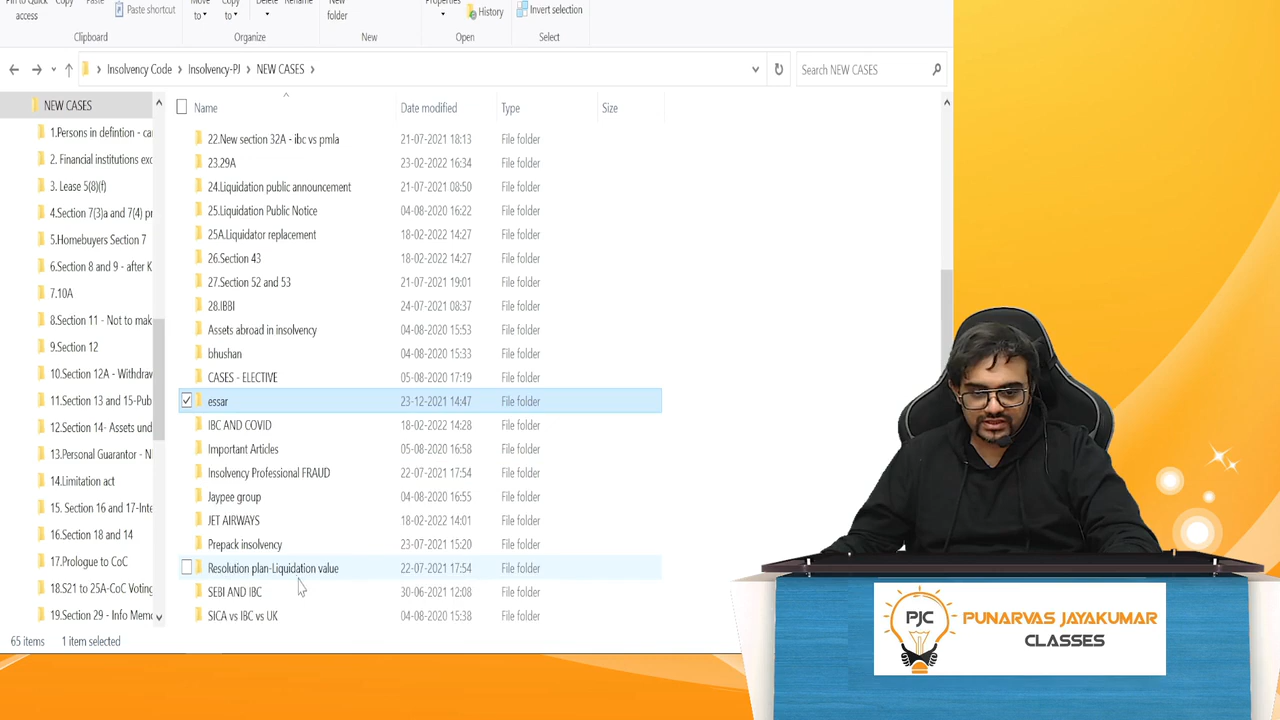 Pin to Quick access
Copy
Paste
Paste shortcut
Move to
Copy to
Delete
Rename
New folder
Properties
History
Invert selection
Clipboard
Organize
New
Open
Select
Insolvency Code
Insolvency-PJ
NEW CASES
Search NEW CASES
NEW CASES
1.Persons in defintion - ca
2. Financial institutions exc
3. Lease 5(8)(f)
4.Section 7(3)a and 7(4) pr
5.Homebuyers Section 7
6.Section 8 and 9 - after K
7.10A
8.Section 11 - Not to mak
9.Section 12
10.Section 12A - Withdraw
11.Section 13 and 15-Pub
12.Section 14- Assets und
13.Personal Guarantor - N
14.Limitation act
15. Section 16 and 17-Inte
16.Section 18 and 14
17.Prologue to CoC
18.S21 to 25A-CoC Voting
Name Date modified Type Size
22.New section 32A - ibc vs pmla 21-07-2021 18:13 File folder
23.29A 23-02-2022 16:34 File folder
24.Liquidation public announcement 21-07-2021 08:50 File folder
25.Liquidation Public Notice 04-08-2020 16:22 File folder
25A.Liquidator replacement 18-02-2022 14:27 File folder
26.Section 43 18-02-2022 14:27 File folder
27.Section 52 and 53 21-07-2021 19:01 File folder
28.IBBI 24-07-2021 08:37 File folder
Assets abroad in insolvency 04-08-2020 15:53 File folder
bhushan 04-08-2020 15:33 File folder
CASES - ELECTIVE 05-08-2020 17:19 File folder
essar 23-12-2021 14:47 File folder
IBC AND COVID 18-02-2022 14:28 File folder
Important Articles 05-08-2020 16:58 File folder
Insolvency Professional FRAUD 22-07-2021 17:54 File folder
Jaypee group 04-08-2020 16:55 File folder
JET AIRWAYS 18-02-2022 14:01 File folder
Prepack insolvency 23-07-2021 15:20 File folder
Resolution plan-Liquidation value 22-07-2021 17:54 File folder
SEBI AND IBC 30-06-2021 12:08 File folder
SICA vs IBC vs UK 04-08-2020 15:38 File folder
65 items 1 item selected
PJC
PUNARVAS JAYAKUMAR
CLASSES